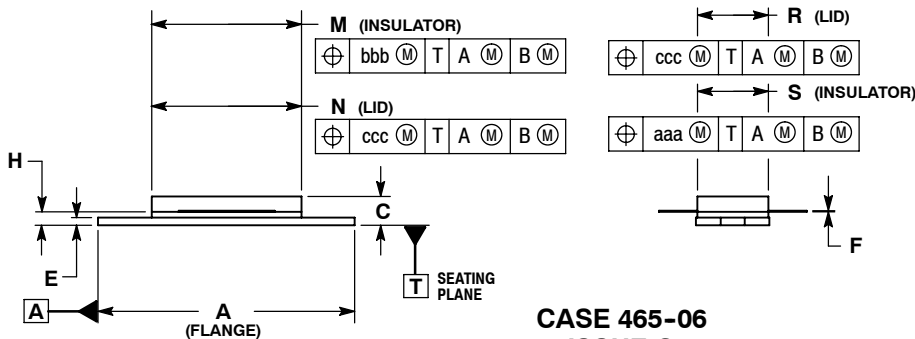 M (INSULATOR)
bbb Ⓜ T A Ⓜ B Ⓜ
N (LID)
ccc Ⓜ T A Ⓜ B Ⓜ
R (LID)
ccc Ⓜ T A Ⓜ B Ⓜ
S (INSULATOR)
aaa Ⓜ T A Ⓜ B Ⓜ
H
C
E
F
T SEATING
PLANE
A
A
(FLANGE)
CASE 465-06